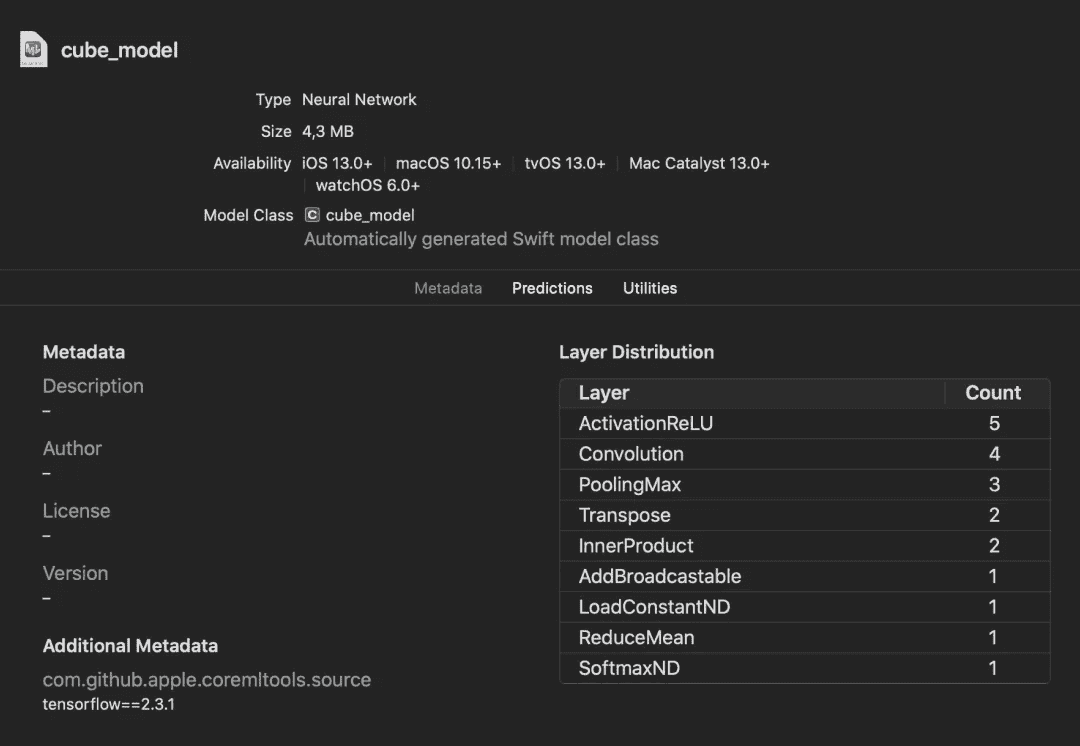 cube_model
Type Neural Network
Size 4,3 MB
Availability iOS 13.0+ macOS 10.15+ tvOS 13.0+ Mac Catalyst 13.0+
watchOS 6.0+
Model Class C cube_model
Automatically generated Swift model class
Metadata Predictions Utilities
Metadata
Description
–
Author
–
License
–
Version
–
Additional Metadata
com.github.apple.coremltools.source
tensorflow==2.3.1
Layer Distribution
Layer Count
ActivationReLU 5
Convolution 4
PoolingMax 3
Transpose 2
InnerProduct 2
AddBroadcastable 1
LoadConstantND 1
ReduceMean 1
SoftmaxND 1